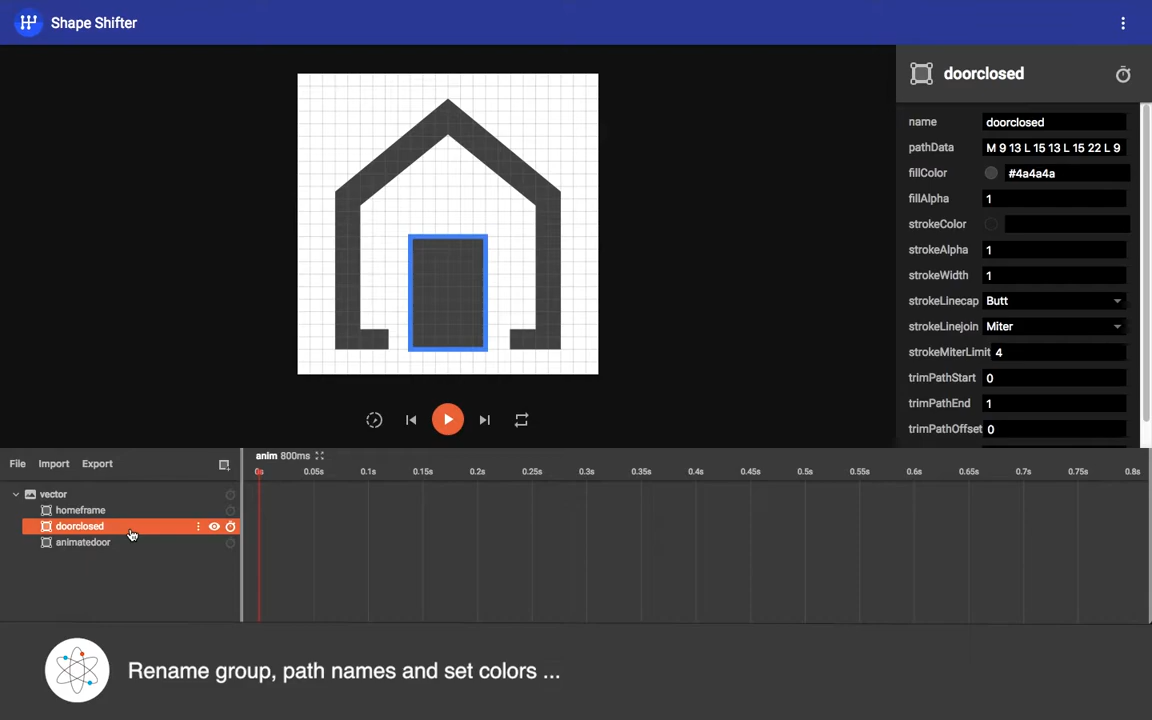 Shape Shifter
doorclosed
name doorclosed
pathData M 9 13 L 15 13 L 15 22 L 9
fillColor #4a4a4a
fillAlpha 1
strokeColor
strokeAlpha 1
strokeWidth 1
strokeLinecap Butt
strokeLinejoin Miter
strokeMiterLimit 4
trimPathStart 0
trimPathEnd 1
trimPathOffset 0
File Import Export
anim 800ms
0s 0.05s 0.1s 0.15s 0.2s 0.25s 0.3s 0.35s 0.4s 0.45s 0.5s 0.55s 0.6s 0.65s 0.7s 0.75s 0.8s
vector
homeframe
doorclosed
animatedoor
Rename group, path names and set colors ...